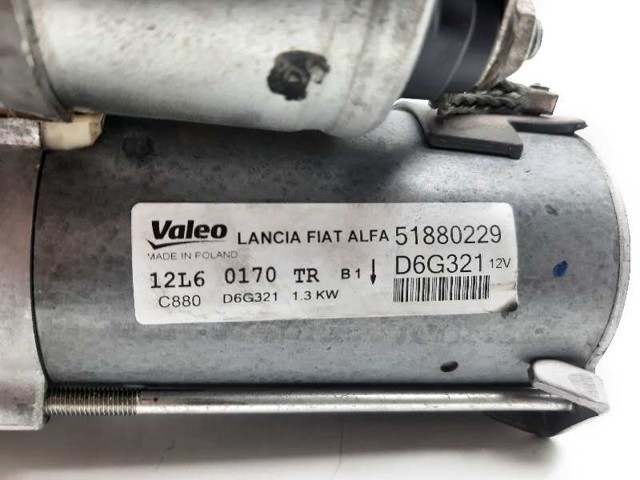 Valeo LANCIA FIAT ALFA 51880229
MADE IN POLAND
D6G321 12V
12L6 0170 TR B1 ↓
C880 D6G321 1.3 KW